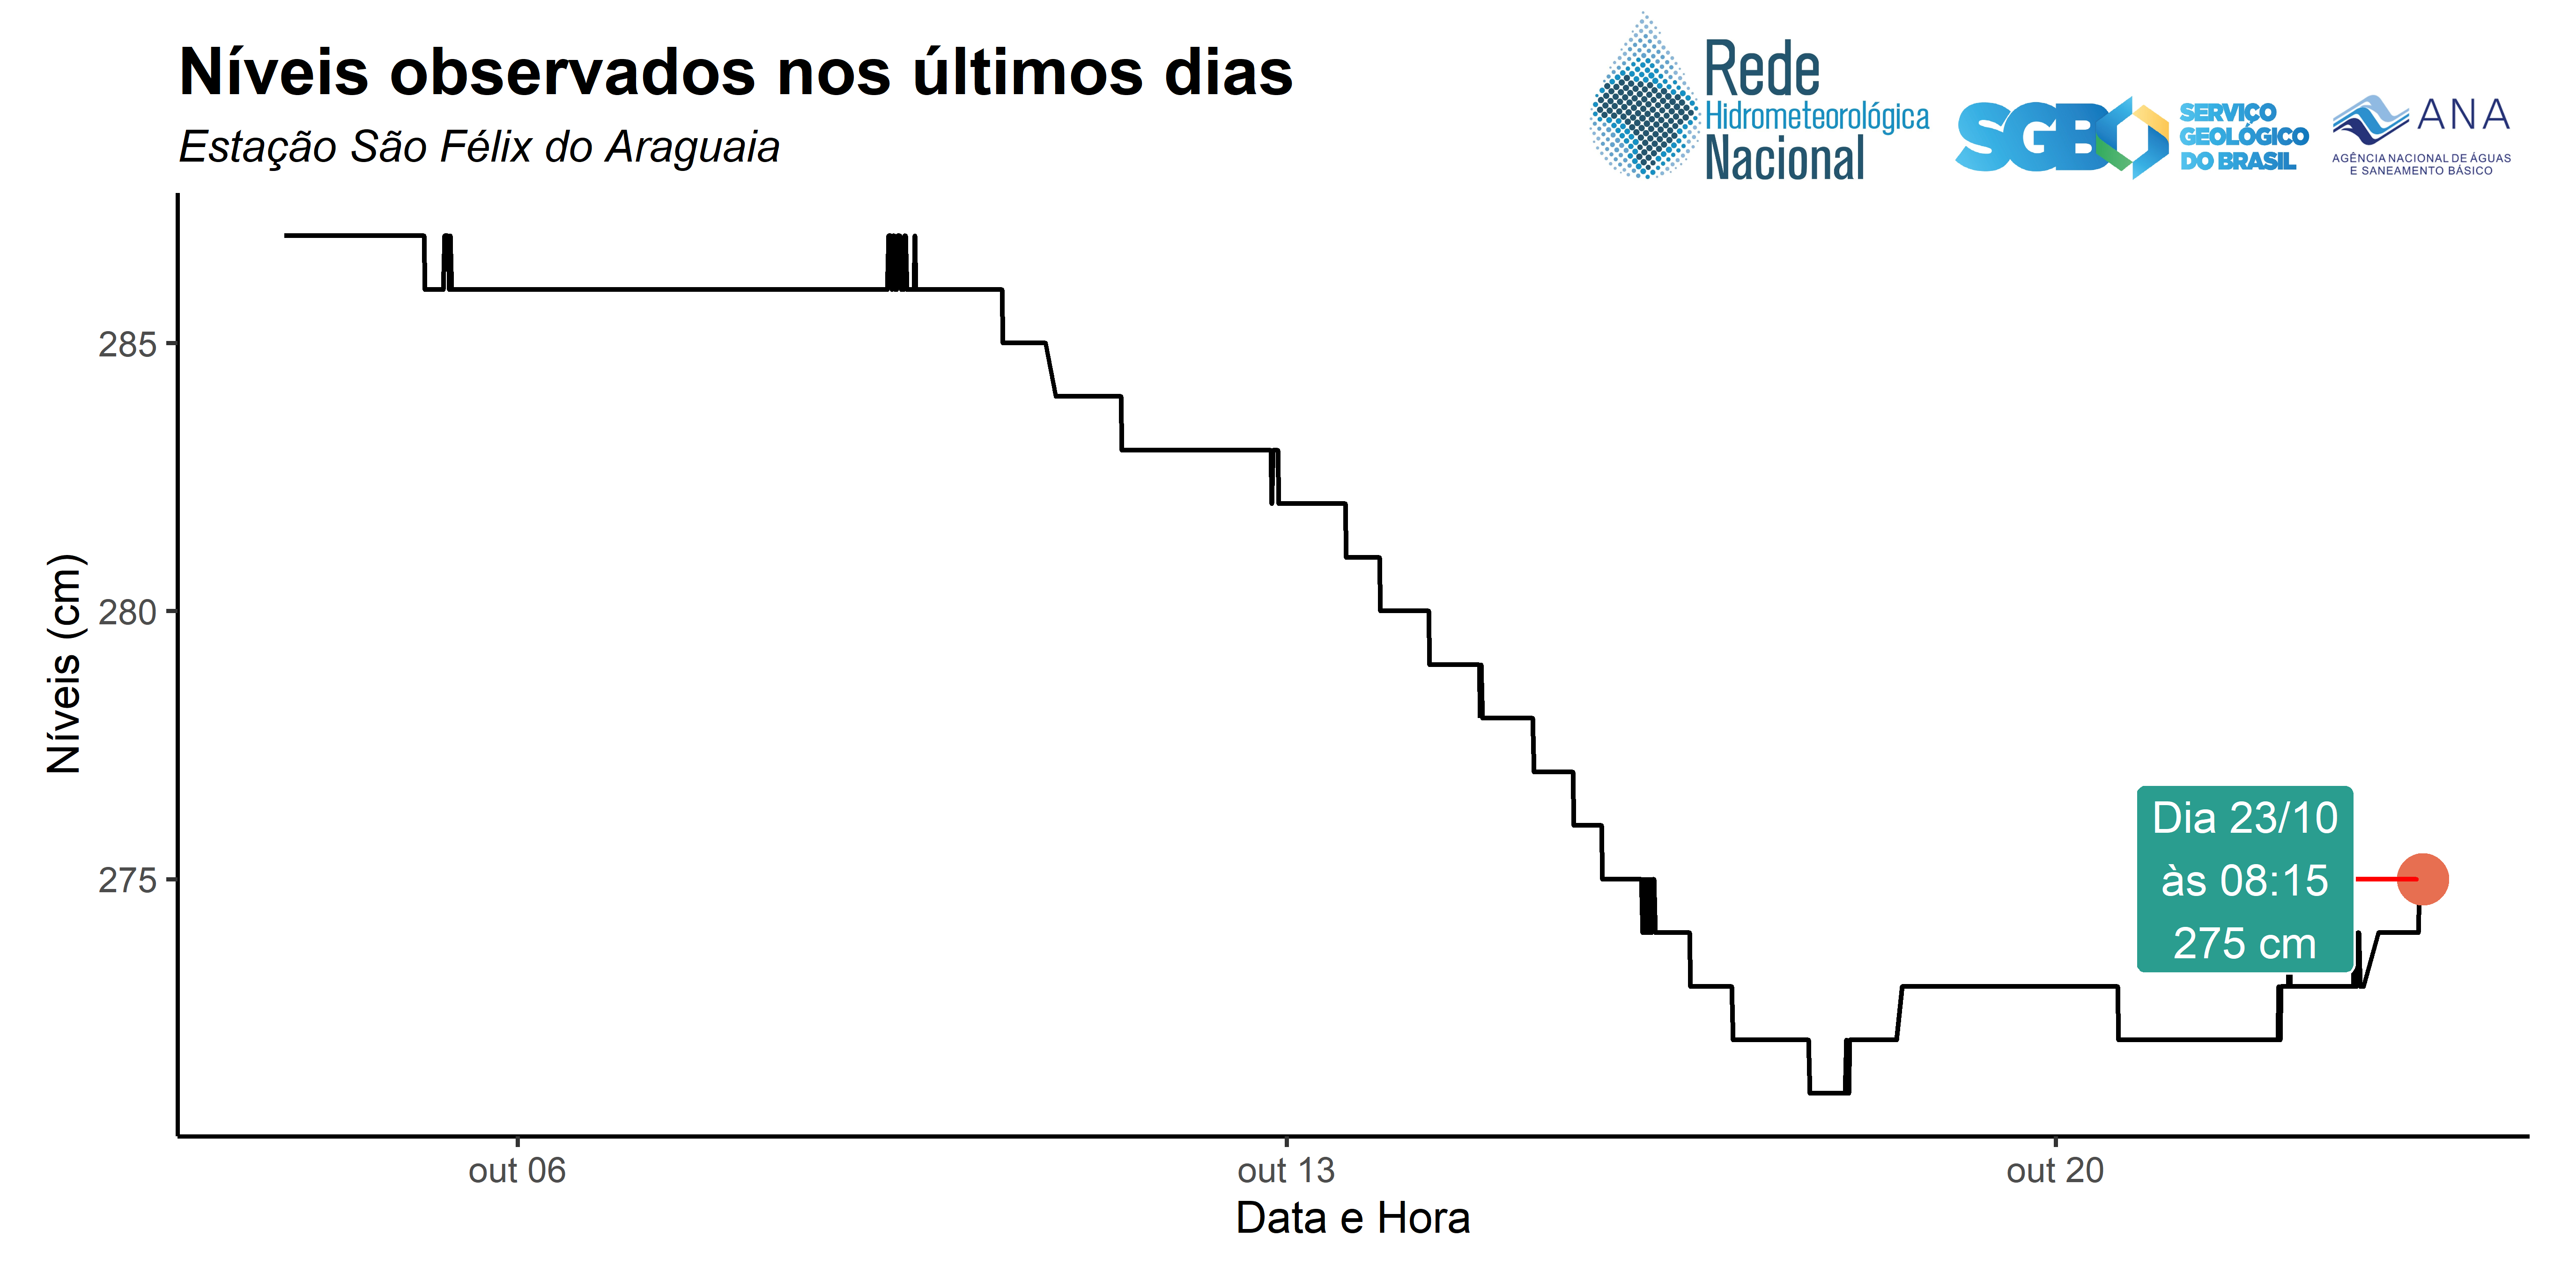 Níveis observados nos últimos dias
Estação São Félix do Araguaia
Rede
Hidrometeorológica
Nacional
SGB
SERVIÇO
GEOLÓGICO
DO BRASIL
ANA
AGÊNCIA NACIONAL DE ÁGUAS
E SANEAMENTO BÁSICO
Níveis (cm)
285
280
275
Dia 23/10
às 08:15
275 cm
out 06
out 13
out 20
Data e Hora